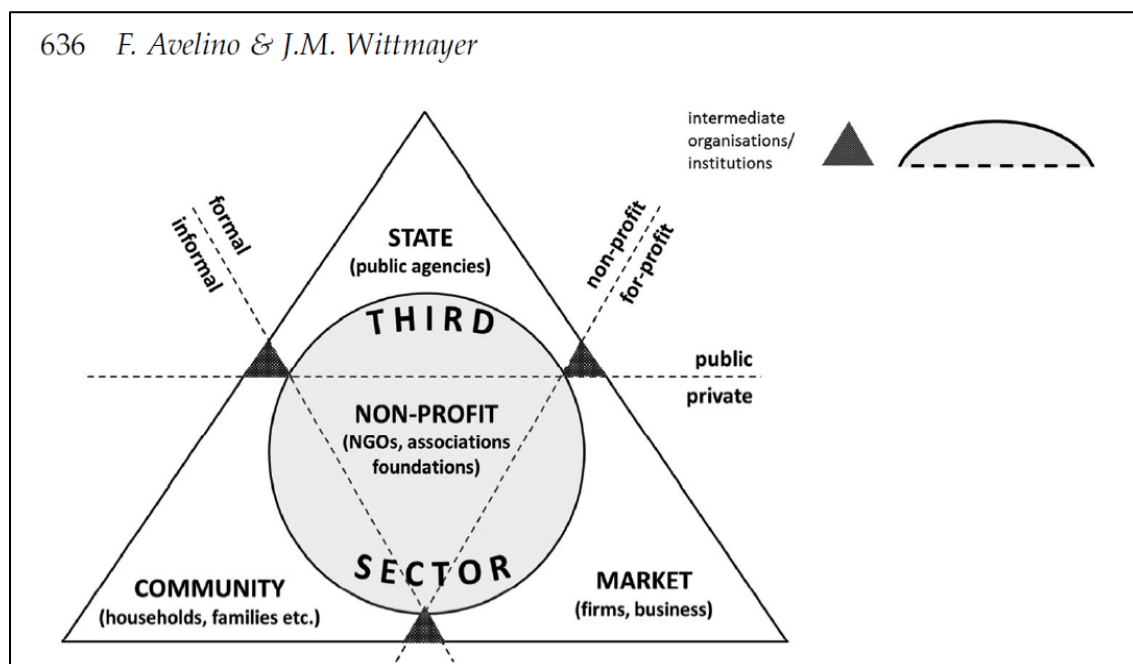 636 F. Avelino & J.M. Wittmayer
intermediate
organisations/
institutions
formal
informal
non-profit
for-profit
STATE
(public agencies)
THIRD
public
private
NON-PROFIT
(NGOs, associations
foundations)
SECTOR
COMMUNITY
(households, families etc.)
MARKET
(firms, business)